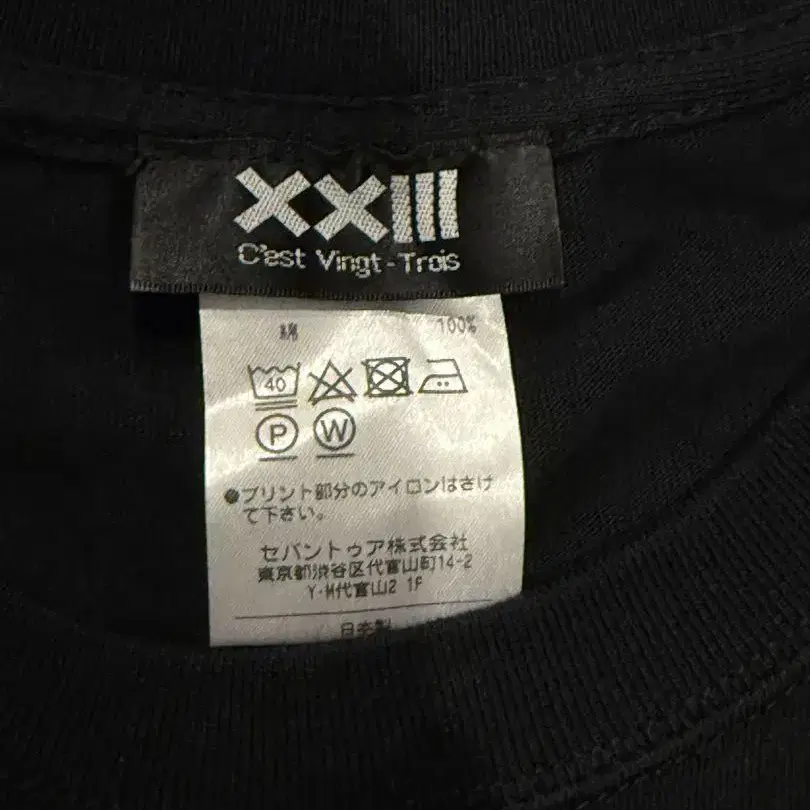 XXIII
C'est Vingt-Trois
綿 100%
40
P W
●プリント部分のアイロンはさけ
て下さい。
セバントゥア株式会社
東京都渋谷区代官山町14-2
Y-M代官山2 1F
日本製